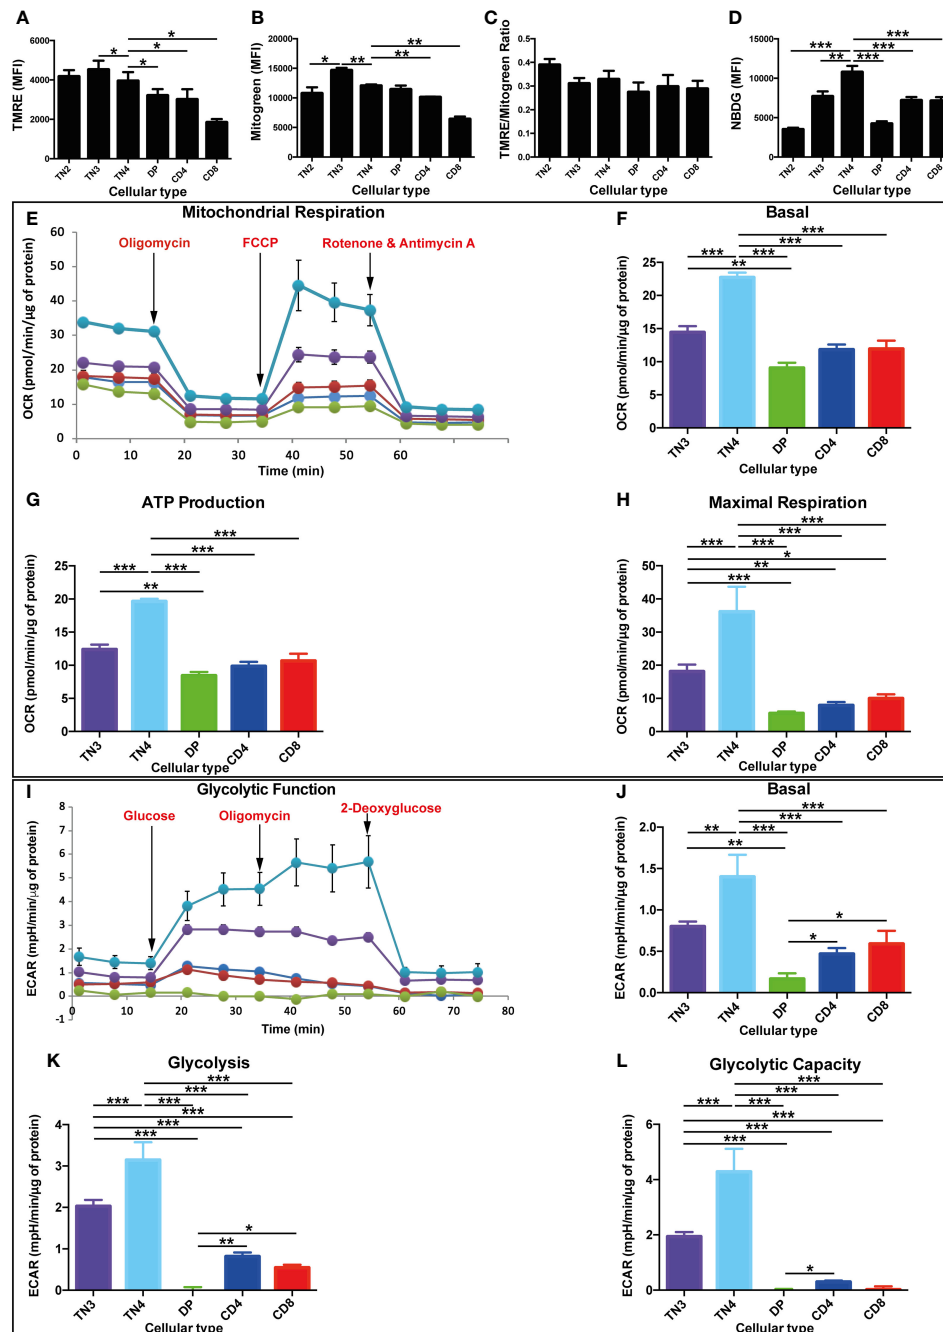 A
TMRE (MFI)
6000
4000
2000
0
*
*
*
*
TN2 TN3 TN4 DP CD4 CD8
Cellular type
B
Mitogreen (MFI)
20000
15000
10000
5000
0
**
**
* **
TN2 TN3 TN4 DP CD4 CD8
Cellular type
C
TMRE/Mitogreen Ratio
0.5
0.4
0.3
0.2
0.1
0.0
TN2 TN3 TN4 DP CD4 CD8
Cellular type
D
NBDG (MFI)
15000
10000
5000
0
***
*** ***
** ***
TN2 TN3 TN4 DP CD4 CD8
Cellular type
E
Mitochondrial Respiration
Oligomycin FCCP Rotenone & Antimycin A
OCR (pmol/min/µg of protein)
60
50
40
30
20
10
0
0 10 20 30 40 50 60
Time (min)
F
Basal
***
***
*** ***
**
OCR (pmol/min/µg of protein)
25
20
15
10
5
0
TN3 TN4 DP CD4 CD8
Cellular type
G
ATP Production
***
***
*** ***
**
OCR (pmol/min/µg of protein)
25
20
15
10
5
0
TN3 TN4 DP CD4 CD8
Cellular type
H
Maximal Respiration
***
***
*** ***
*
**
***
OCR (pmol/min/µg of protein)
50
40
30
20
10
0
TN3 TN4 DP CD4 CD8
Cellular type
I
Glycolytic Function
Glucose Oligomycin 2-Deoxyglucose
ECAR (mpH/min/µg of protein)
8
7
6
5
4
3
2
1
0
-1
0 10 20 30 40 50 60 70 80
Time (min)
J
Basal
***
***
** ***
**
*
*
ECAR (mpH/min/µg of protein)
2.0
1.5
1.0
0.5
0.0
TN3 TN4 DP CD4 CD8
Cellular type
K
Glycolysis
***
***
*** ***
***
***
***
*
**
ECAR (mpH/min/µg of protein)
4
3
2
1
0
TN3 TN4 DP CD4 CD8
Cellular type
L
Glycolytic Capacity
***
***
*** ***
***
***
***
*
ECAR (mpH/min/µg of protein)
6
4
2
0
TN3 TN4 DP CD4 CD8
Cellular type